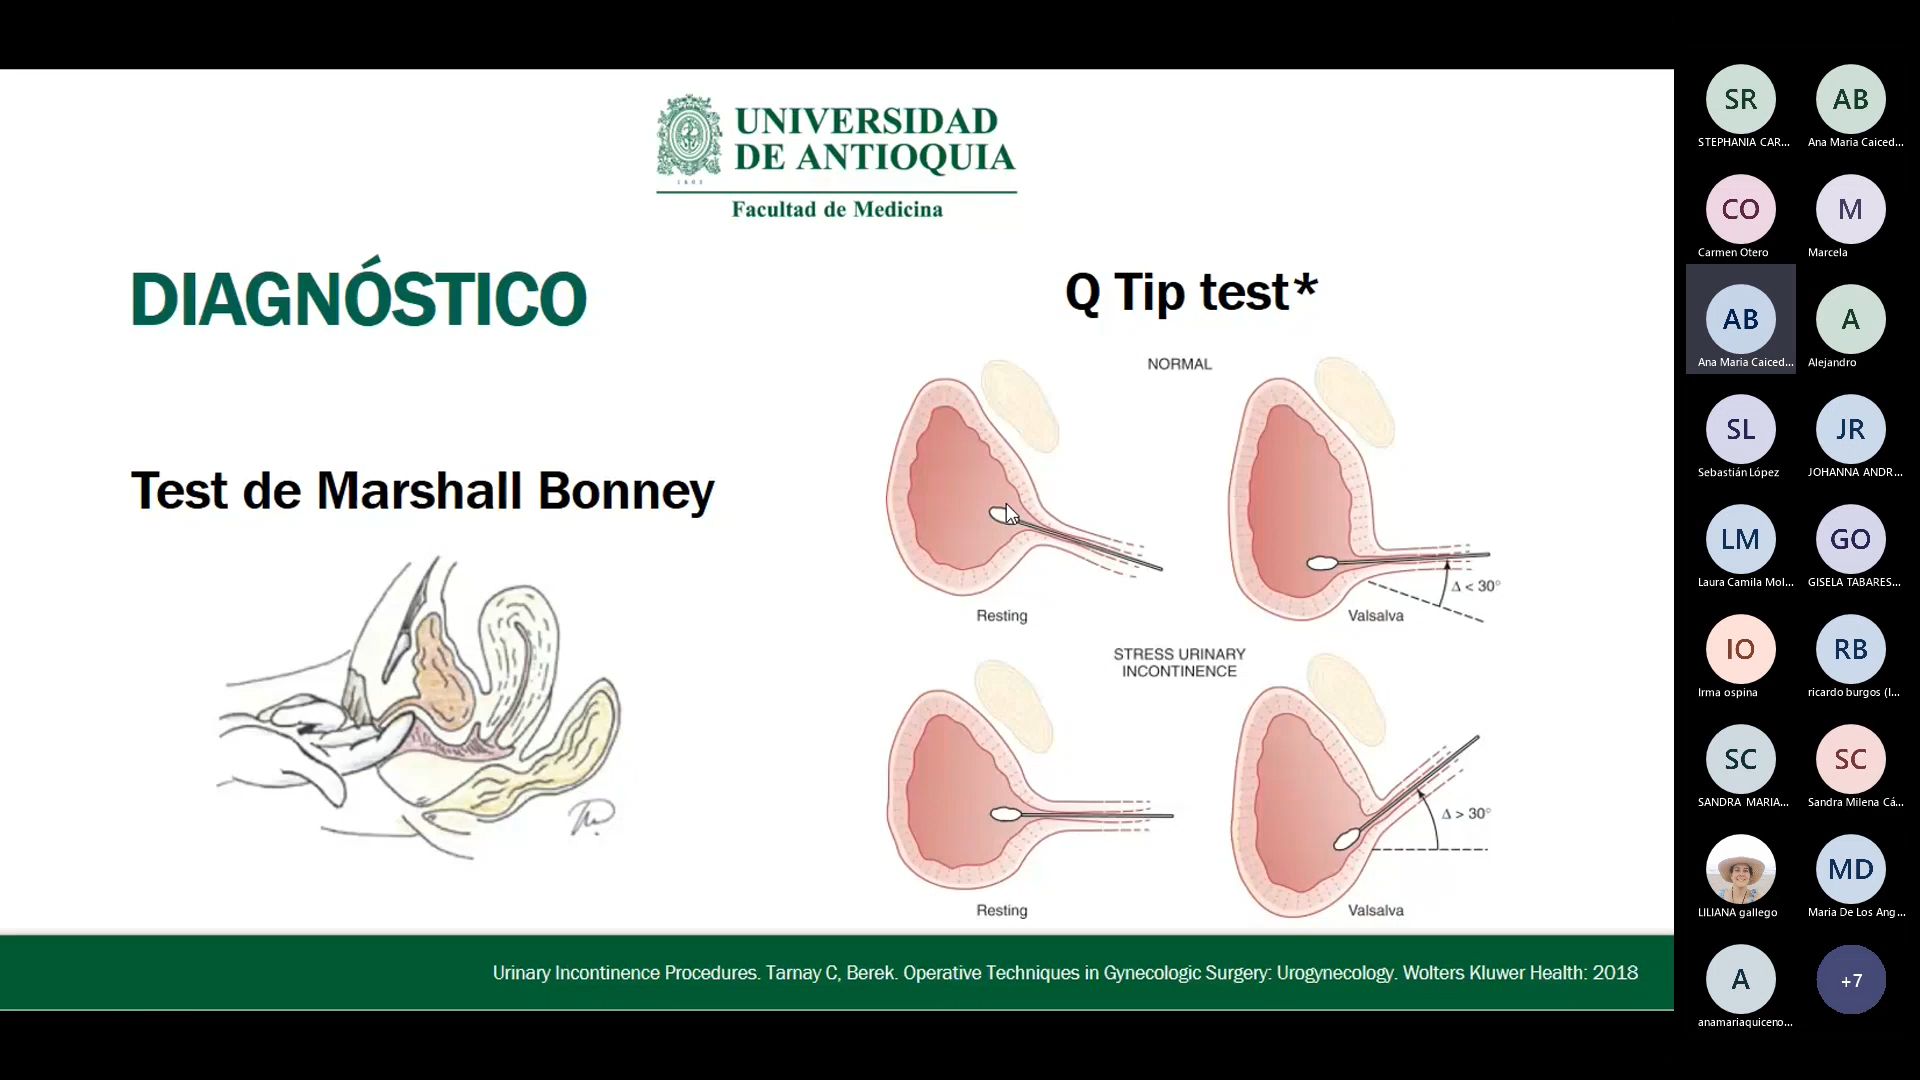 UNIVERSIDAD
DE ANTIOQUIA
1803
Facultad de Medicina
DIAGNÓSTICO
Test de Marshall Bonney
Q Tip test*
NORMAL
Resting
Valsalva
Δ < 30°
STRESS URINARY
INCONTINENCE
Resting
Valsalva
Δ > 30°
Urinary Incontinence Procedures. Tarnay C, Berek. Operative Techniques in Gynecologic Surgery: Urogynecology. Wolters Kluwer Health: 2018
SR
STEPHANIA CAR...
AB
Ana Maria Caiced...
CO
Carmen Otero
M
Marcela
AB
Ana Maria Caiced...
A
Alejandro
SL
Sebastián López
JR
JOHANNA ANDR...
LM
Laura Camila Mol...
GO
GISELA TABARES...
IO
Irma ospina
RB
ricardo burgos (I...
SC
SANDRA MARIA...
SC
Sandra Milena Cá...
LILIANA gallego
MD
Maria De Los Ang...
A
anamariaquiceno...
+7